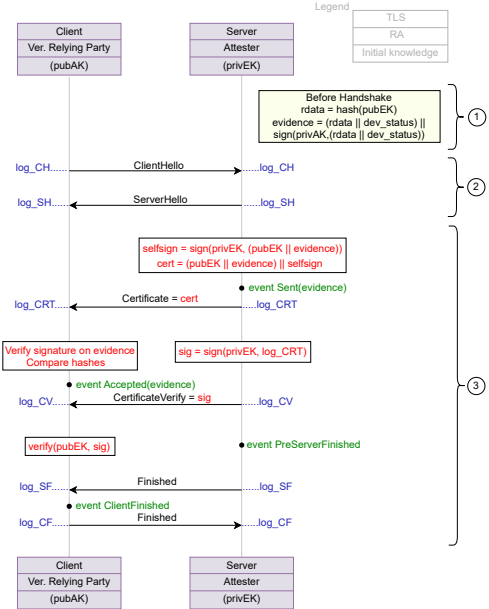 Legend
TLS
RA
Initial knowledge
Client
Ver. Relying Party
(pubAK)
Server
Attester
(privEK)
Before Handshake
rdata = hash(pubEK)
evidence = (rdata || dev_status) ||
sign(privAK,(rdata || dev_status))
1
log_CH...... ClientHello ......log_CH
2
log_SH...... ServerHello ......log_SH
selfsign = sign(privEK, (pubEK || evidence))
cert = (pubEK || evidence) || selfsign
event Sent(evidence)
log_CRT.... Certificate = cert ....log_CRT
Verify signature on evidence
Compare hashes
sig = sign(privEK, log_CRT)
event Accepted(evidence)
3
log_CV..... CertificateVerify = sig ......log_CV
verify(pubEK, sig)
event PreServerFinished
log_SF..... Finished ......log_SF
event ClientFinished
log_CF..... Finished ......log_CF
Client
Ver. Relying Party
(pubAK)
Server
Attester
(privEK)